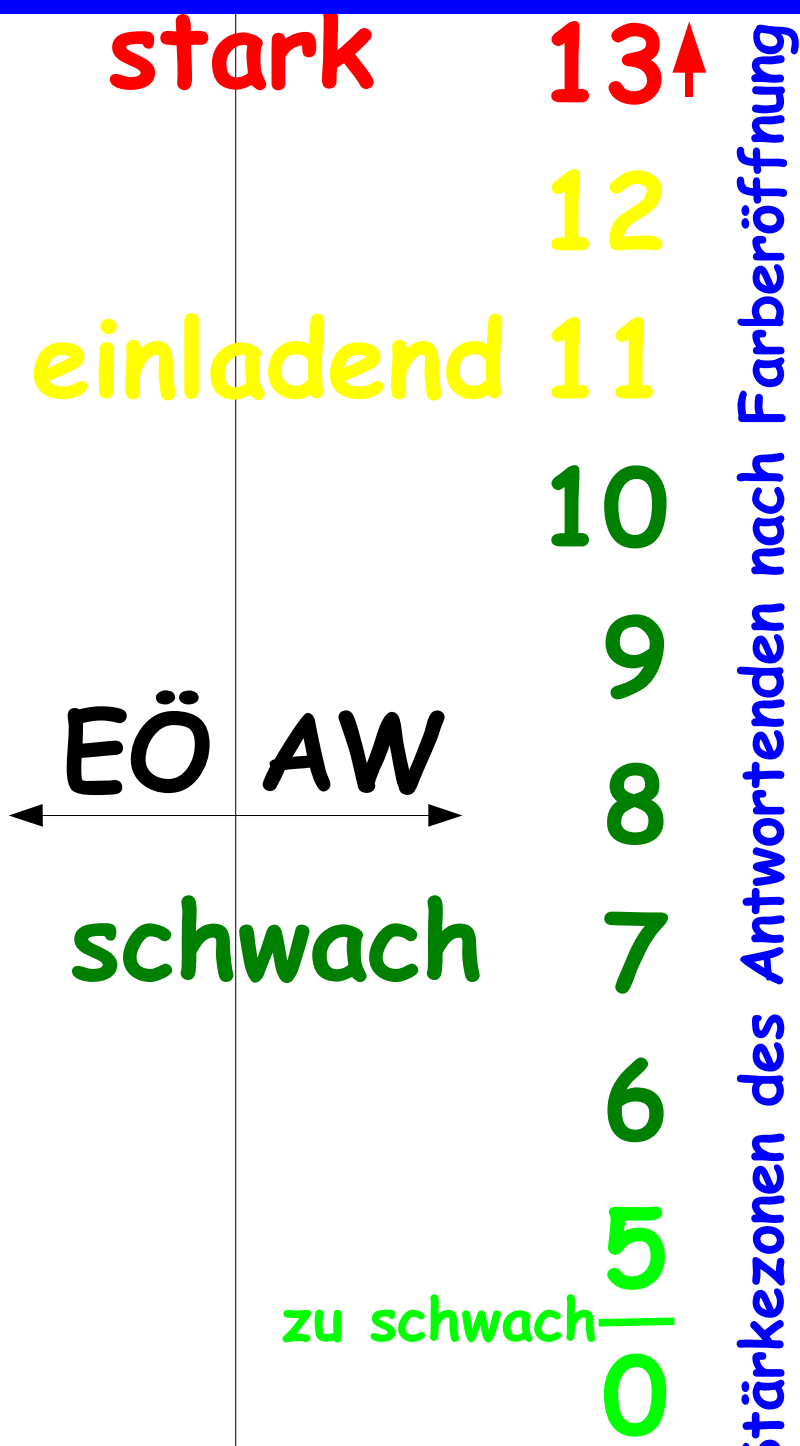 stark 13
12
einladend 11
10
9
EÖ AW
8
schwach 7
6
5
zu schwach
0
Stärkezonen des Antwortenden nach Farberöffnung